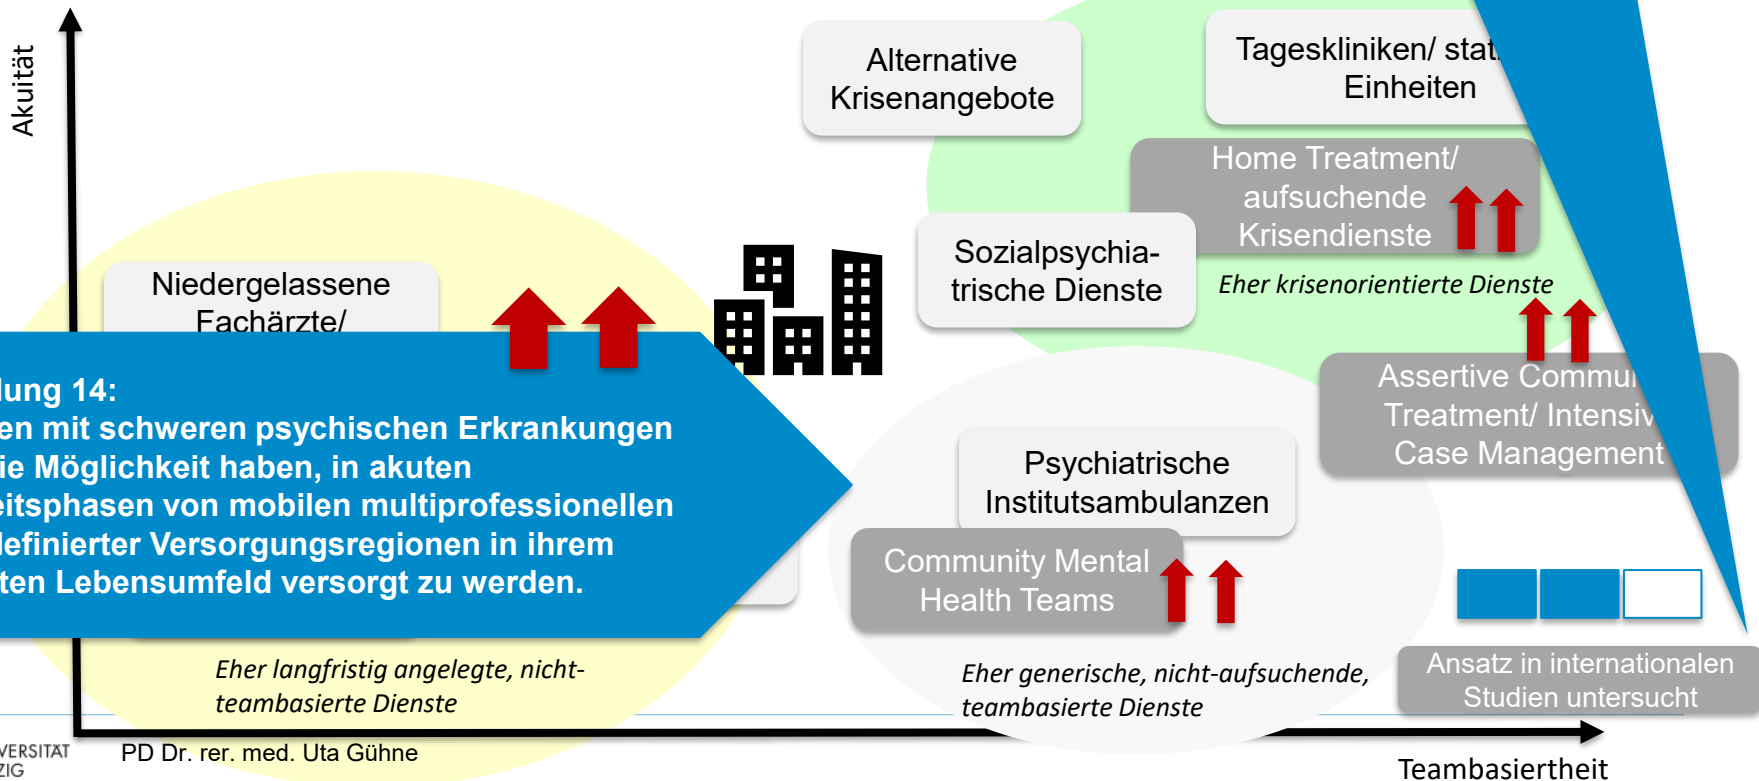 Akuität
Alternative
Krisenangebote
Tageskliniken/ stat
Einheiten
Home Treatment/
aufsuchende
Krisendienste
Sozialpsychia-
trische Dienste
Eher krisenorientierte Dienste
Niedergelassene
Fachärzte/
lung 14:
en mit schweren psychischen Erkrankungen
ie Möglichkeit haben, in akuten
eitsphasen von mobilen multiprofessionellen
definierter Versorgungsregionen in ihrem
ten Lebensumfeld versorgt zu werden.
Assertive Commu
Treatment/ Intensiv
Case Management
Psychiatrische
Institutsambulanzen
Community Mental
Health Teams
Eher langfristig angelegte, nicht-
teambasierte Dienste
Eher generische, nicht-aufsuchende,
teambasierte Dienste
Ansatz in internationalen
Studien untersucht
VERSITÄT
ZIG
PD Dr. rer. med. Uta Gühne
Teambasiertheit